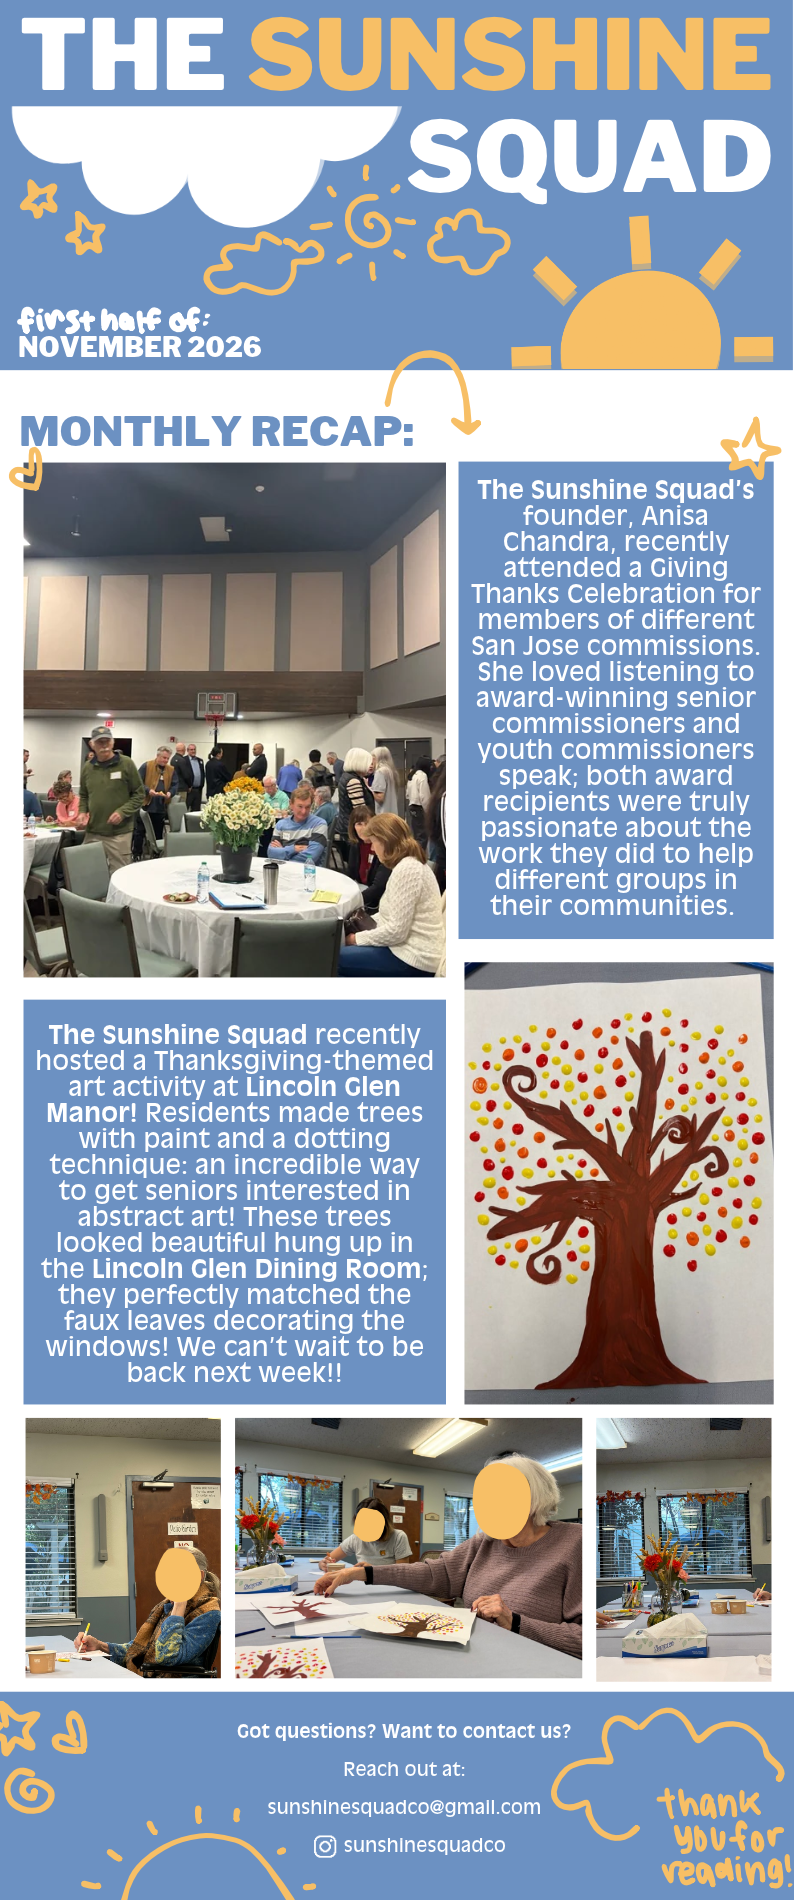 THE SUNSHINE
SQUAD
first half of:
NOVEMBER 2026
MONTHLY RECAP:
The Sunshine Squad's
founder, Anisa
Chandra, recently
attended a Giving
Thanks Celebration for
members of different
San Jose commissions.
She loved listening to
award-winning senior
commissioners and
youth commissioners
speak; both award
recipients were truly
passionate about the
work they did to help
different groups in
their communities.
The Sunshine Squad recently
hosted a Thanksgiving-themed
art activity at Lincoln Glen
Manor! Residents made trees
with paint and a dotting
technique: an incredible way
to get seniors interested in
abstract art! These trees
looked beautiful hung up in
the Lincoln Glen Dining Room;
they perfectly matched the
faux leaves decorating the
windows! We can't wait to be
back next week!!
NO
Got questions? Want to contact us?
Reach out at:
sunshinesquadco@gmail.com
sunshinesquadco
thank
you for
reading!